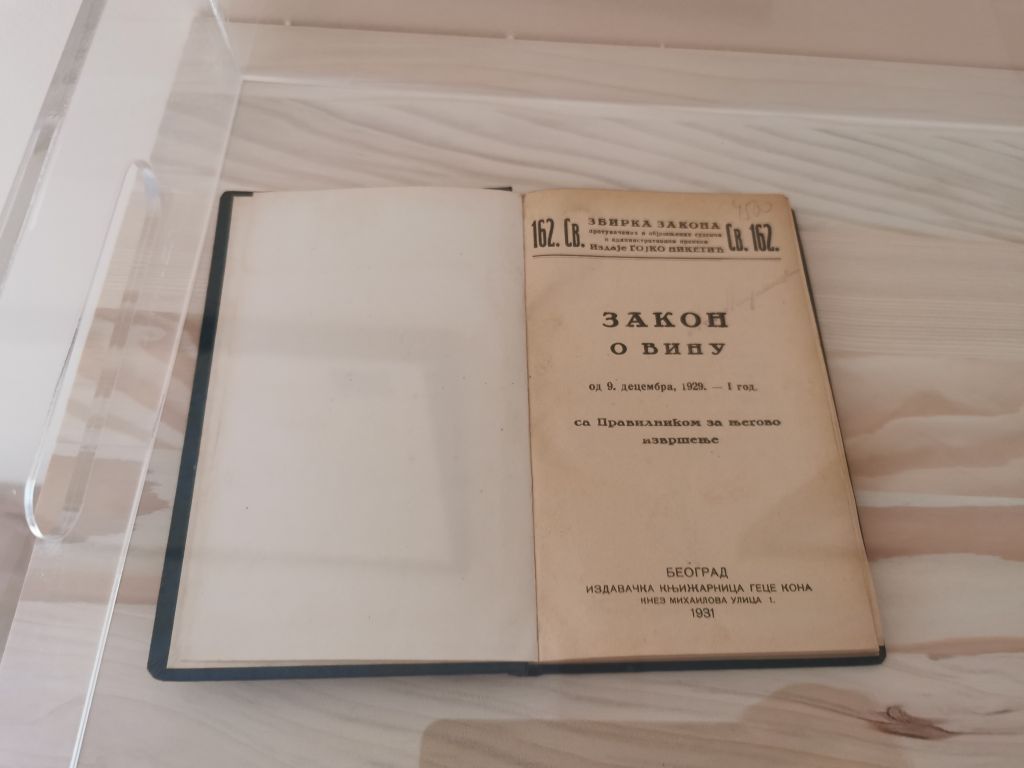 4500
162. Св.
ЗБИРКА ЗАКОНА
протумачених и објашњених судском
и административном праксом
Издаје ГОЈКО НИКЕТИЋ
Св. 162.
ЗАКОН
О ВИНУ
од 9. децембра, 1929. — I год.
са Правилником за његово
извршење
БЕОГРАД
ИЗДАВАЧКА КЊИЖАРНИЦА ГЕЦЕ КОНА
КНЕЗ МИХАИЛОВА УЛИЦА 1.
1931